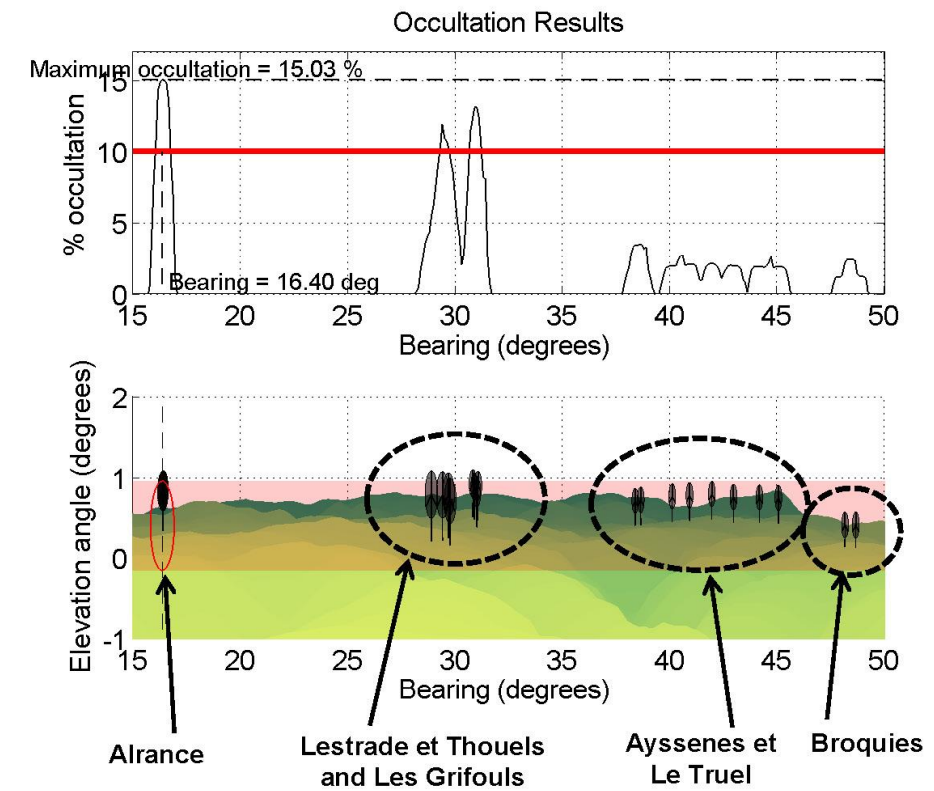 Occultation Results
Maximum occultation = 15.03 %
15
10
5
0
% occultation
Bearing = 16.40 deg
15 20 25 30 35 40 45 50
Bearing (degrees)
2
1
0
-1
Elevation angle (degrees)
15 20 25 30 35 40 45 50
Bearing (degrees)
Alrance
Lestrade et Thouels
and Les Grifouls
Ayssenes et
Le Truel
Broquies